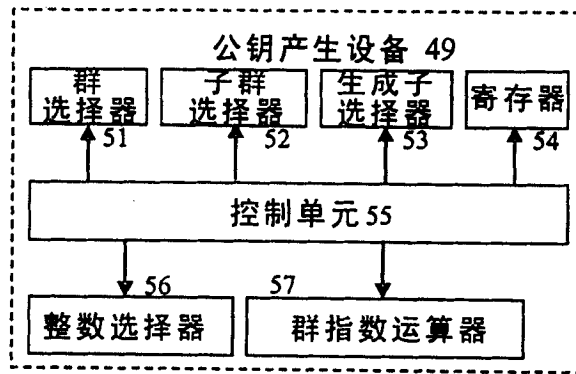 公钥产生设备 49
群
选择器
51
子群
选择器
52
生成子
选择器
53
寄存器
54
控制单元55
56
整数选择器
57
群指数运算器